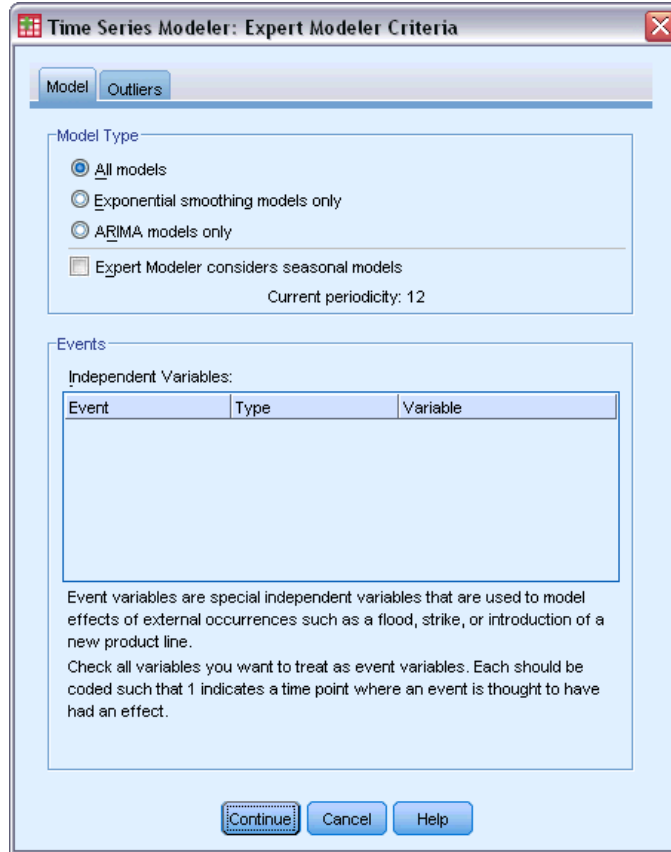 Time Series Modeler: Expert Modeler Criteria
Model Outliers
Model Type
All models
Exponential smoothing models only
ARIMA models only
Expert Modeler considers seasonal models
Current periodicity: 12
Events
Independent Variables:
Event Type Variable
Event variables are special independent variables that are used to model
effects of external occurrences such as a flood, strike, or introduction of a
new product line.
Check all variables you want to treat as event variables. Each should be
coded such that 1 indicates a time point where an event is thought to have
had an effect.
Continue Cancel Help